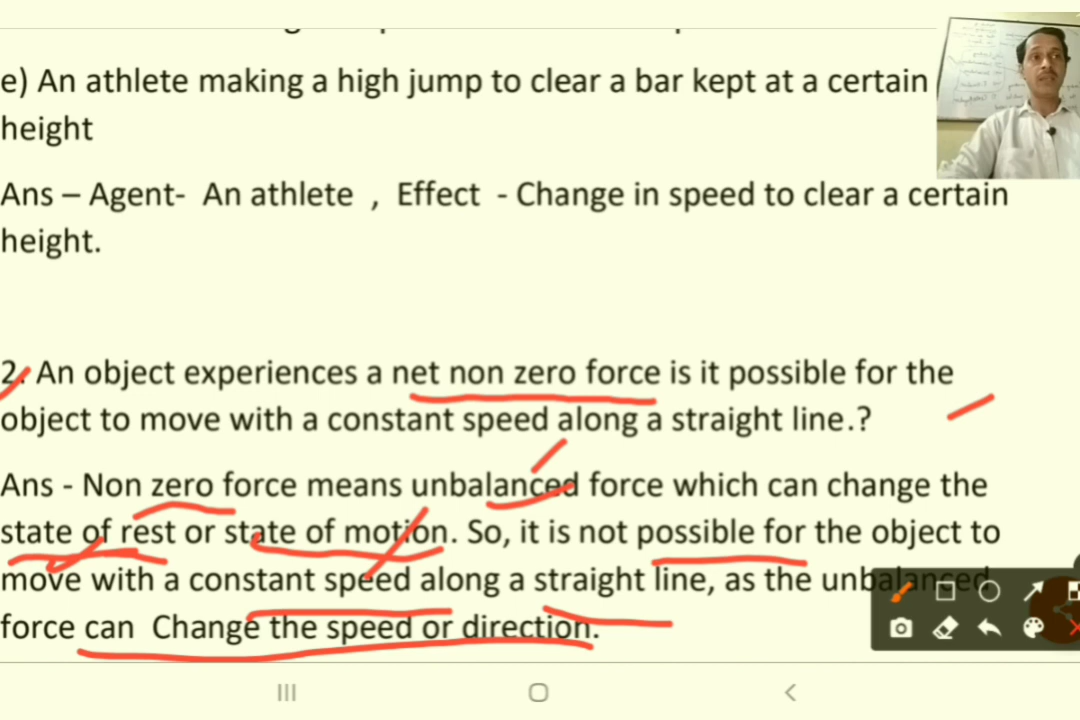 e) An athlete making a high jump to clear a bar kept at a certain
height
Ans – Agent- An athlete , Effect - Change in speed to clear a certain
height.
2. An object experiences a net non zero force is it possible for the
object to move with a constant speed along a straight line.?
Ans - Non zero force means unbalanced force which can change the
state of rest or state of motion. So, it is not possible for the object to
move with a constant speed along a straight line, as the unbalanced
force can Change the speed or direction.